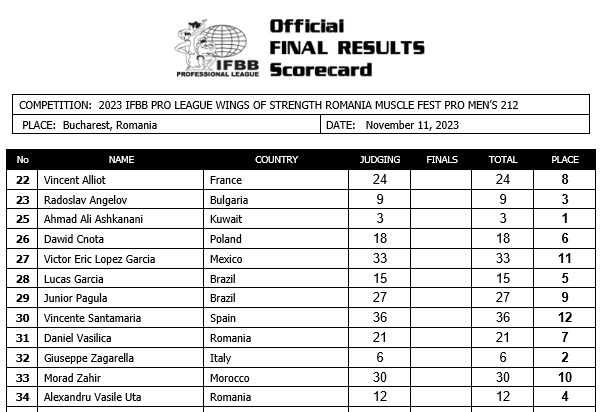 Official
FINAL RESULTS
Scorecard
IFBB
PROFESSIONAL LEAGUE
COMPETITION: 2023 IFBB PRO LEAGUE WINGS OF STRENGTH ROMANIA MUSCLE FEST PRO MEN'S 212
PLACE: Bucharest, Romania DATE: November 11, 2023
No NAME COUNTRY JUDGING FINALS TOTAL PLACE
22 Vincent Alliot France 24 24 8
23 Radoslav Angelov Bulgaria 9 9 3
25 Ahmad Ali Ashkanani Kuwait 3 3 1
26 Dawid Cnota Poland 18 18 6
27 Victor Eric Lopez Garcia Mexico 33 33 11
28 Lucas Garcia Brazil 15 15 5
29 Junior Pagula Brazil 27 27 9
30 Vincente Santamaria Spain 36 36 12
31 Daniel Vasilica Romania 21 21 7
32 Giuseppe Zagarella Italy 6 6 2
33 Morad Zahir Morocco 30 30 10
34 Alexandru Vasile Uta Romania 12 12 4